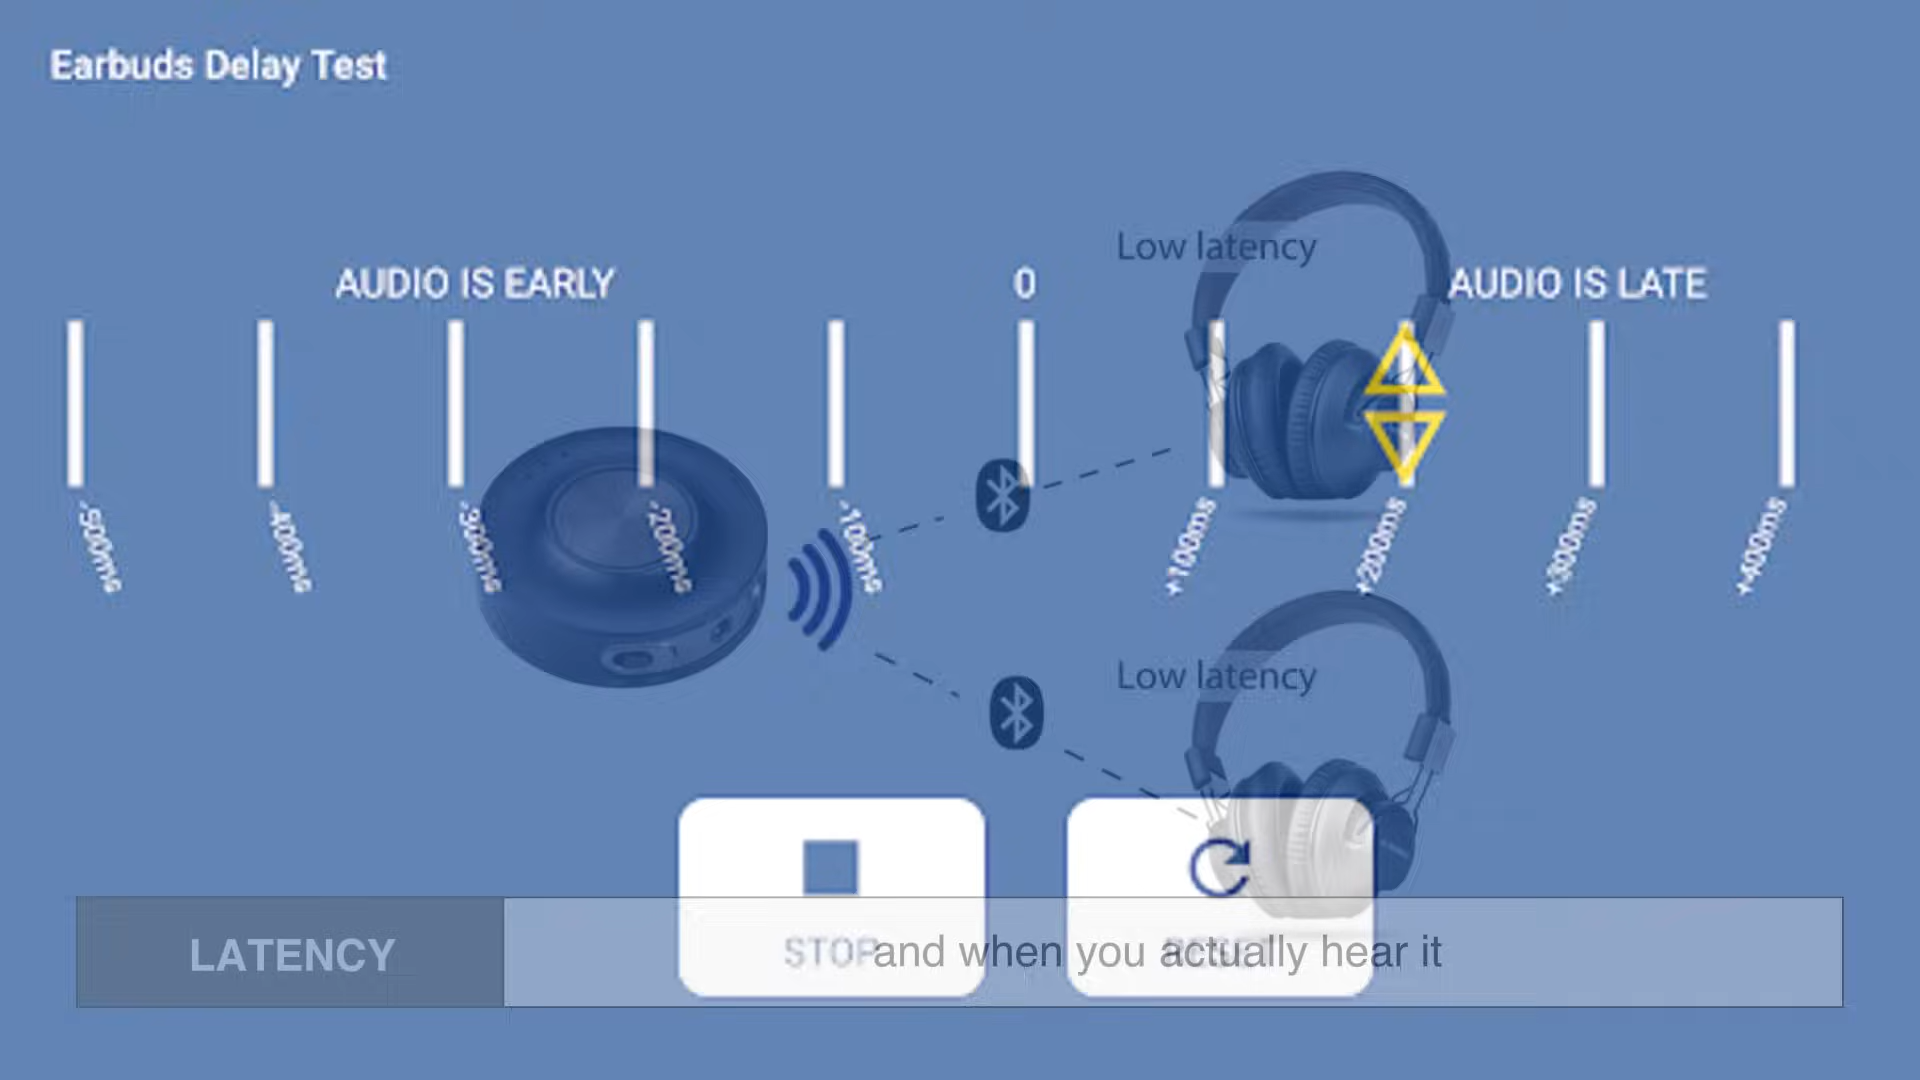 Earbuds Delay Test
Low latency
AUDIO IS EARLY
0
AUDIO IS LATE
-500ms
-400ms
-300ms
-200ms
-100ms
+100ms
+200ms
+300ms
+400ms
Low latency
STOP
RESET
LATENCY
and when you actually hear it